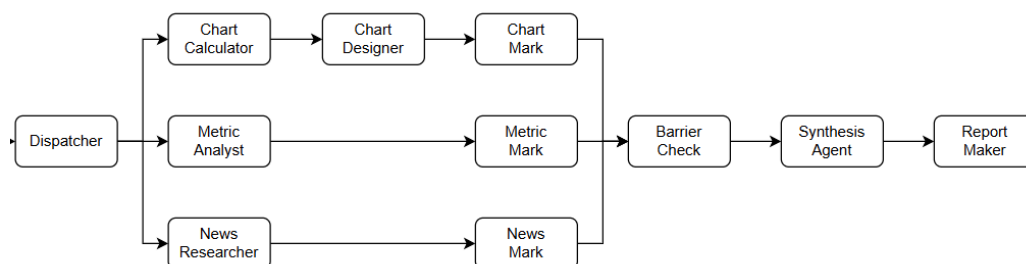 Chart
Calculator
Chart
Designer
Chart
Mark
Dispatcher
Metric
Analyst
Metric
Mark
Barrier
Check
Synthesis
Agent
Report
Maker
News
Researcher
News
Mark